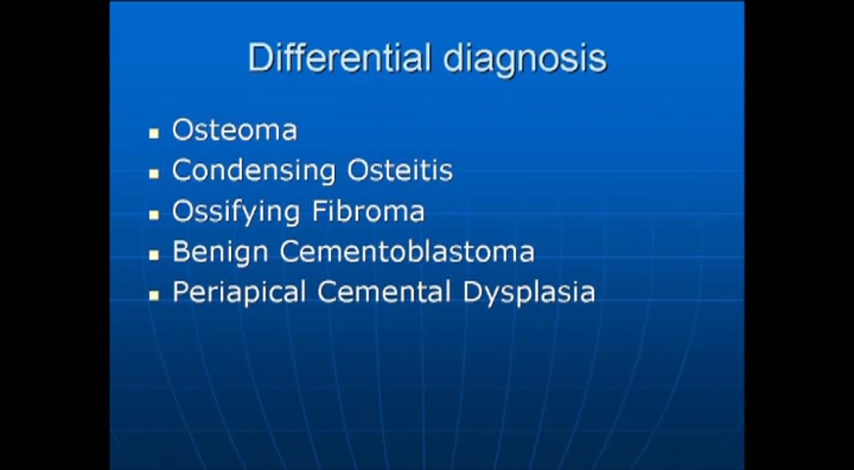 Differential diagnosis
Osteoma
Condensing Osteitis
Ossifying Fibroma
Benign Cementoblastoma
Periapical Cemental Dysplasia